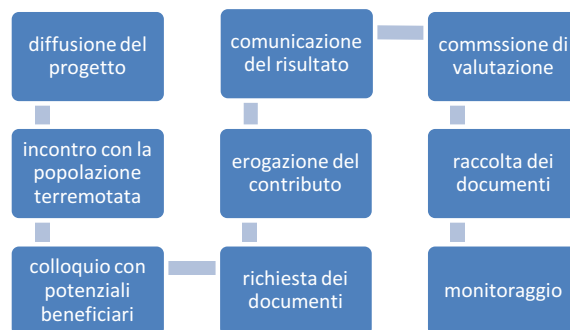 diffusione del
progetto
incontro con la
popolazione
terremotata
colloquio con
potenziali
beneficiari
richiesta dei
documenti
erogazione del
contributo
comunicazione
del risultato
commssione di
valutazione
raccolta dei
documenti
monitoraggio